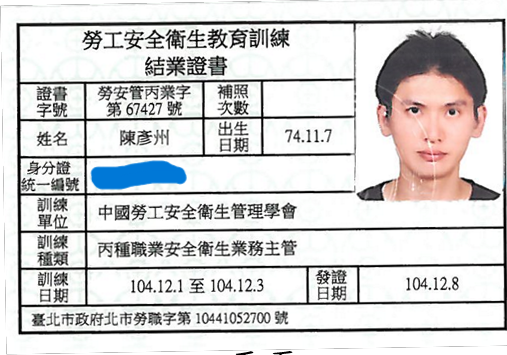 勞工安全衛生教育訓練
結業證書
證書字號 勞安管丙業字第 67427 號 補照次數
姓名 陳彥州 出生日期 74.11.7
身分證統一編號
訓練單位 中國勞工安全衛生管理學會
訓練種類 丙種職業安全衛生業務主管
訓練日期 104.12.1 至 104.12.3 發證日期 104.12.8
臺北市政府北市勞職字第 10441052700 號